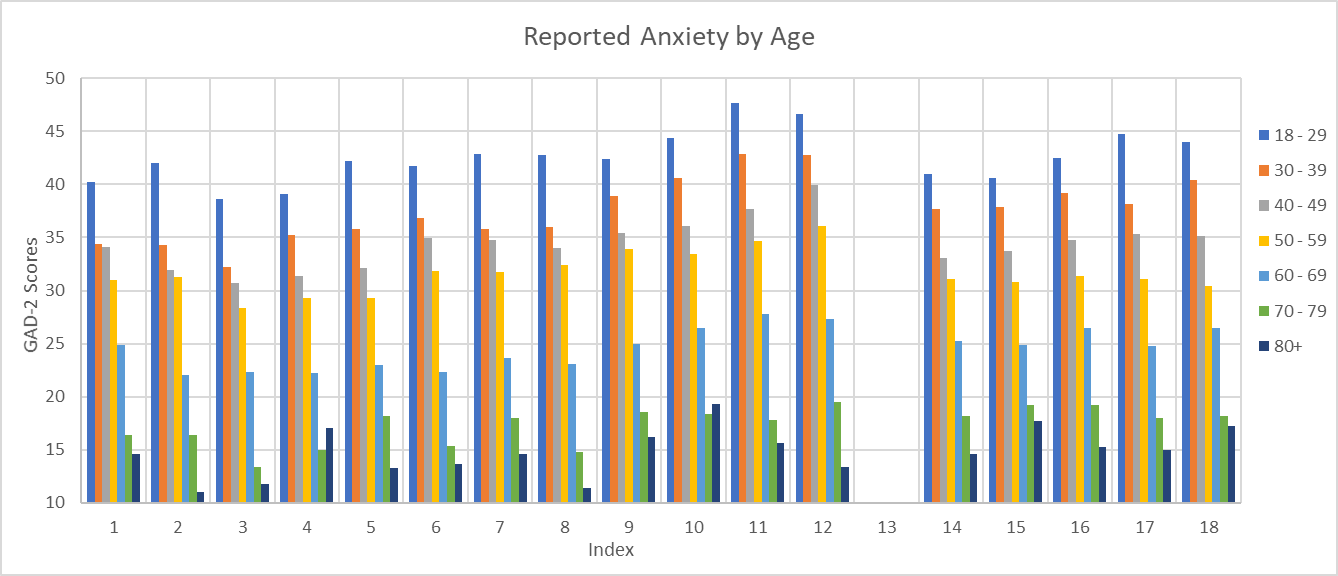 Reported Anxiety by Age
50
45
40
35
30
25
20
15
10
GAD-2 Scores
1 2 3 4 5 6 7 8 9 10 11 12 13 14 15 16 17 18
Index
18 - 29
30 - 39
40 - 49
50 - 59
60 - 69
70 - 79
80+